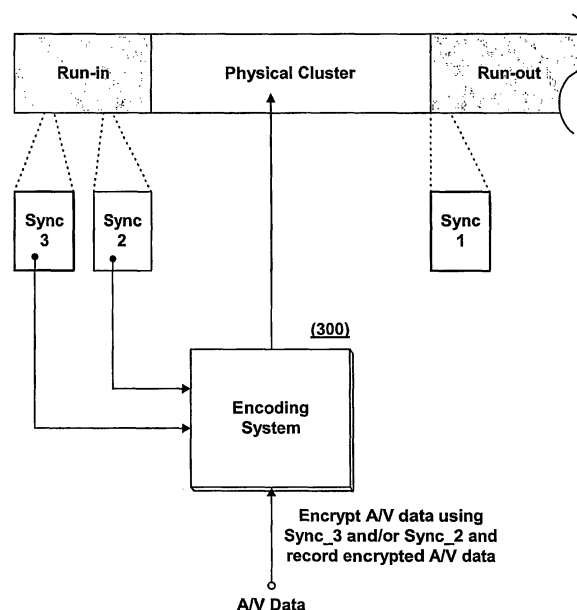 Run-in
Physical Cluster
Run-out
Sync
3
Sync
2
Sync
1
(300)
Encoding
System
Encrypt A/V data using
Sync_3 and/or Sync_2 and
record encrypted A/V data
A/V Data